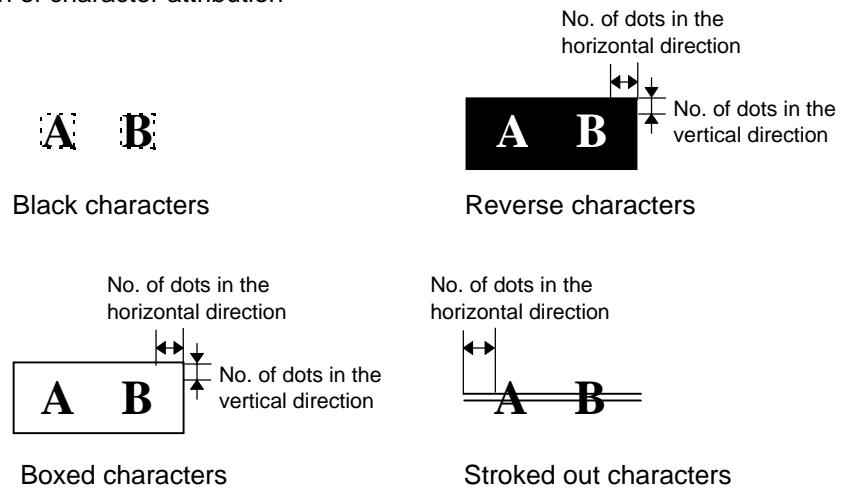 of character attribution
No. of dots in the
horizontal direction
A B
A B
No. of dots in the
vertical direction
Black characters
Reverse characters
No. of dots in the
horizontal direction
No. of dots in the
horizontal direction
A B
No. of dots in the
vertical direction
A B
Boxed characters
Stroked out characters